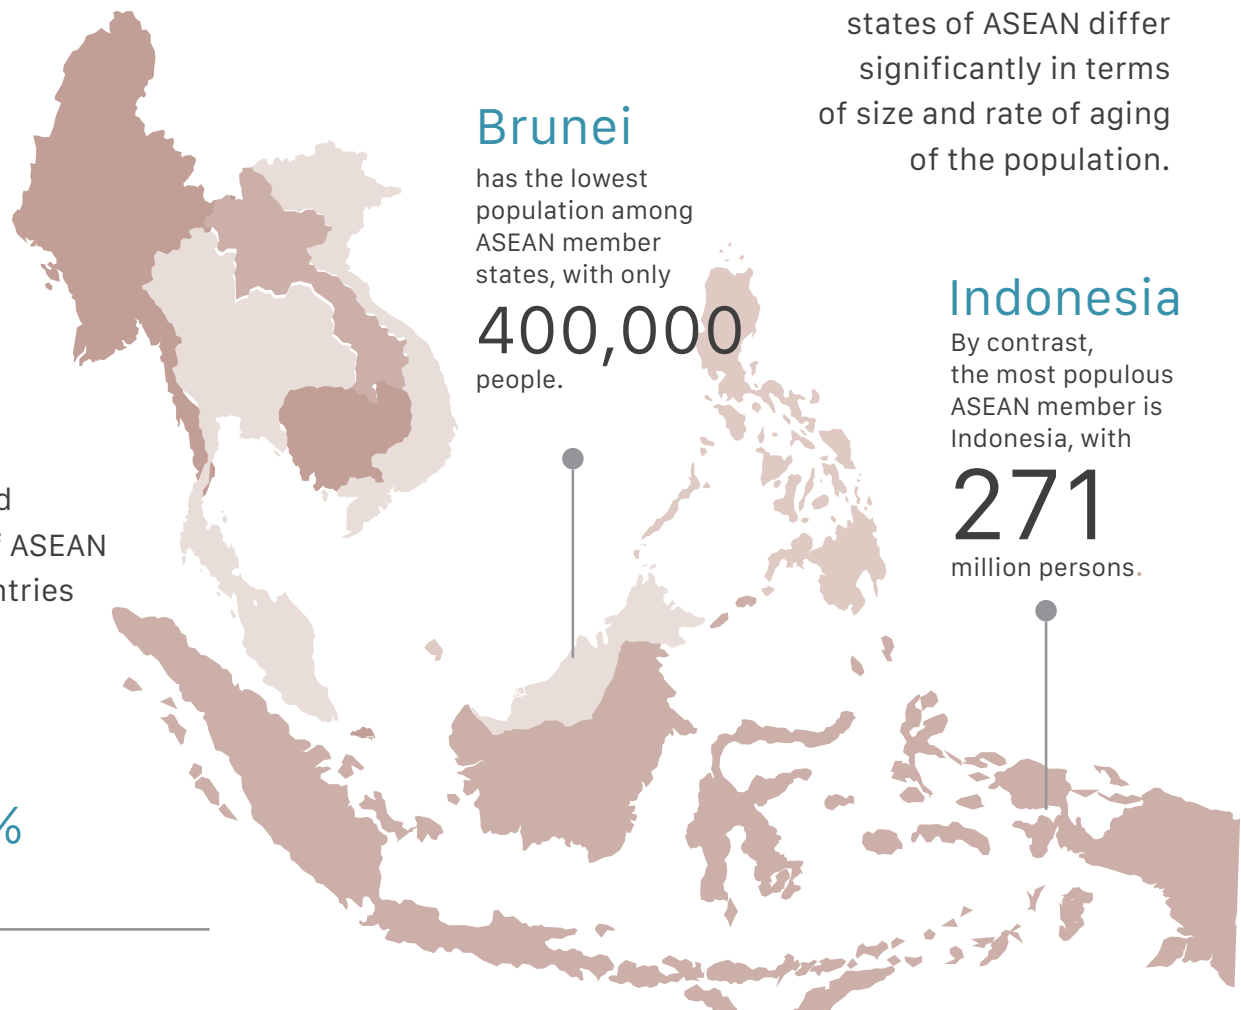 states of ASEAN differ
significantly in terms
of size and rate of aging
of the population.
Brunei
has the lowest
population among
ASEAN member
states, with only
400,000
people.
Indonesia
By contrast,
the most populous
ASEAN member is
Indonesia, with
271
million persons.
ASEAN
%